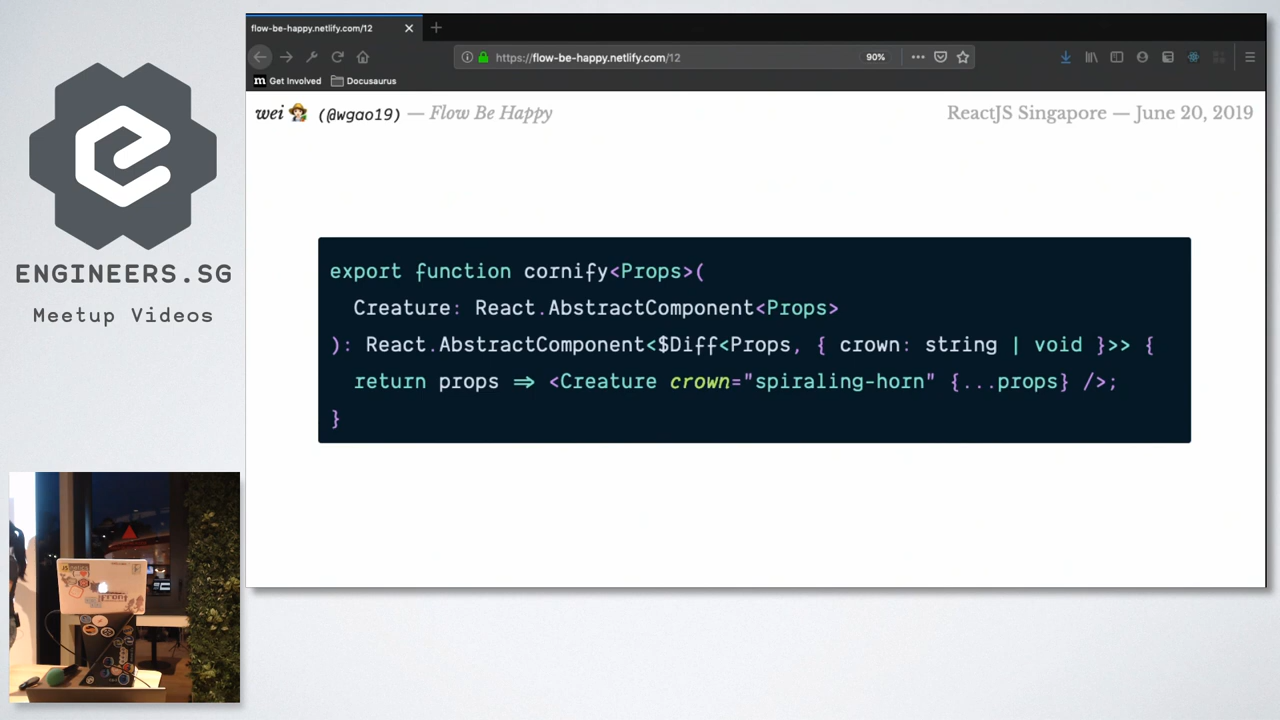 flow-be-happy.netlify.com/12
https://flow-be-happy.netlify.com/12
90%
m Get Involved
Docusaurus
wei (@wgao19) — Flow Be Happy
ReactJS Singapore — June 20, 2019
export function cornify<Props>(
Creature: React.AbstractComponent<Props>
): React.AbstractComponent<$Diff<Props, { crown: string | void }>> {
return props => <Creature crown="spiraling-horn" {...props} />;
}
ENGINEERS.SG
Meetup Videos